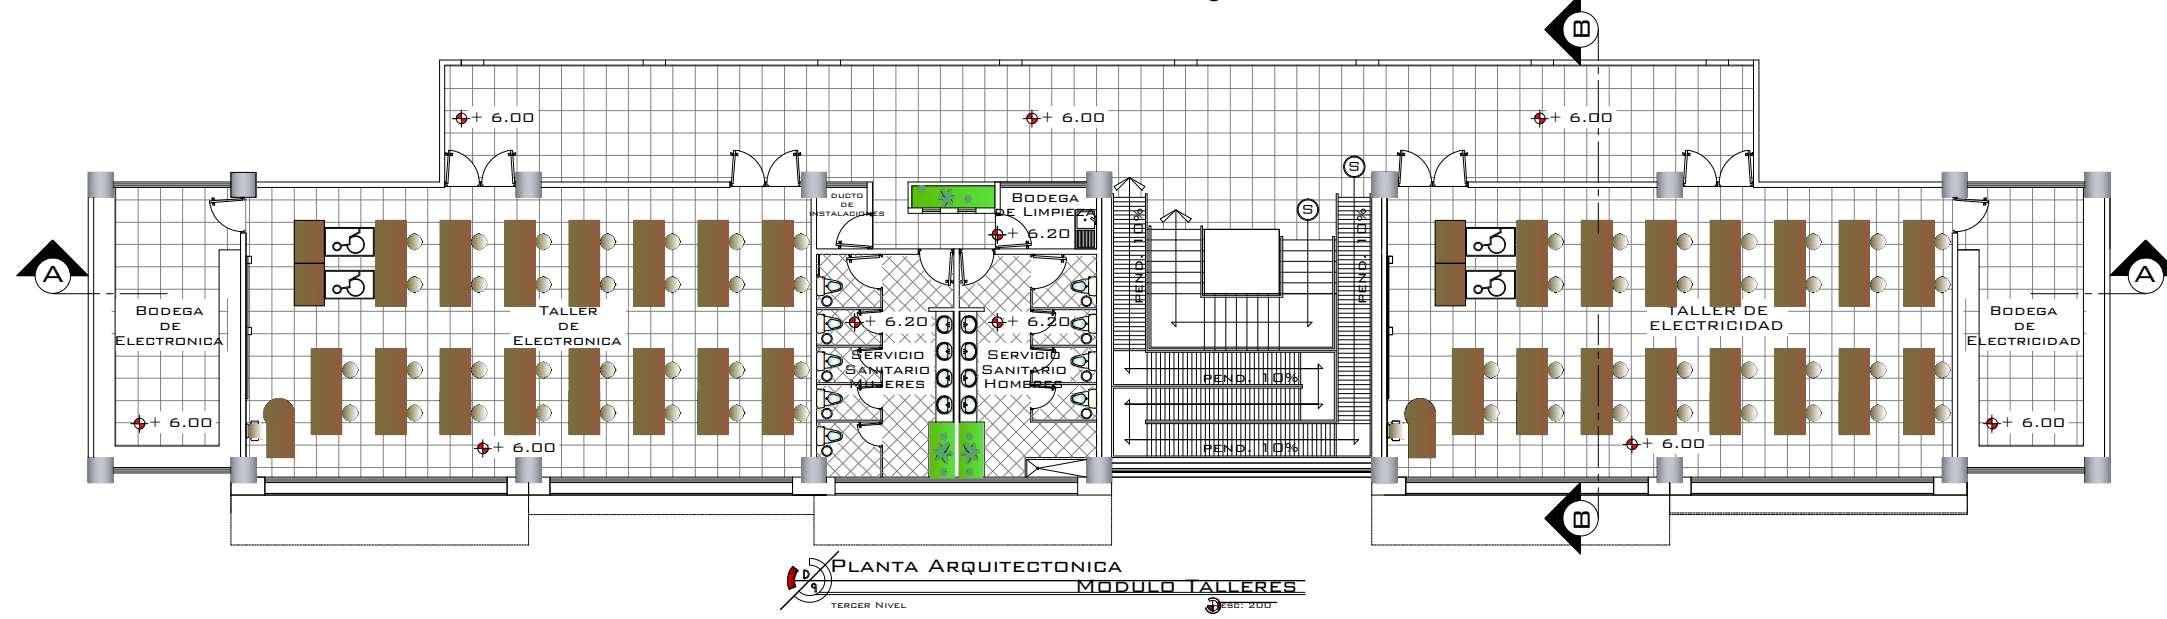 B
+ 6.00
+ 6.00
+ 6.00
S
S
DUCTO
DE
INSTALACIONES
BODEGA
DE LIMPIEZA
+ 6.20
PEND. 10%
PEND. 10%
A
A
BODEGA
DE
ELECTRONICA
TALLER
DE
ELECTRONICA
+ 6.20
+ 6.20
SERVICIO
SANITARIO
MUJERES
SERVICIO
SANITARIO
HOMBRES
TALLER DE
ELECTRICIDAD
BODEGA
DE
ELECTRICIDAD
PEND. 10%
PEND. 10%
+ 6.00
+ 6.00
+ 6.00
+ 6.00
B
PLANTA ARQUITECTONICA
MODULO TALLERES
D
9
TERCER NIVEL
ESC: 200